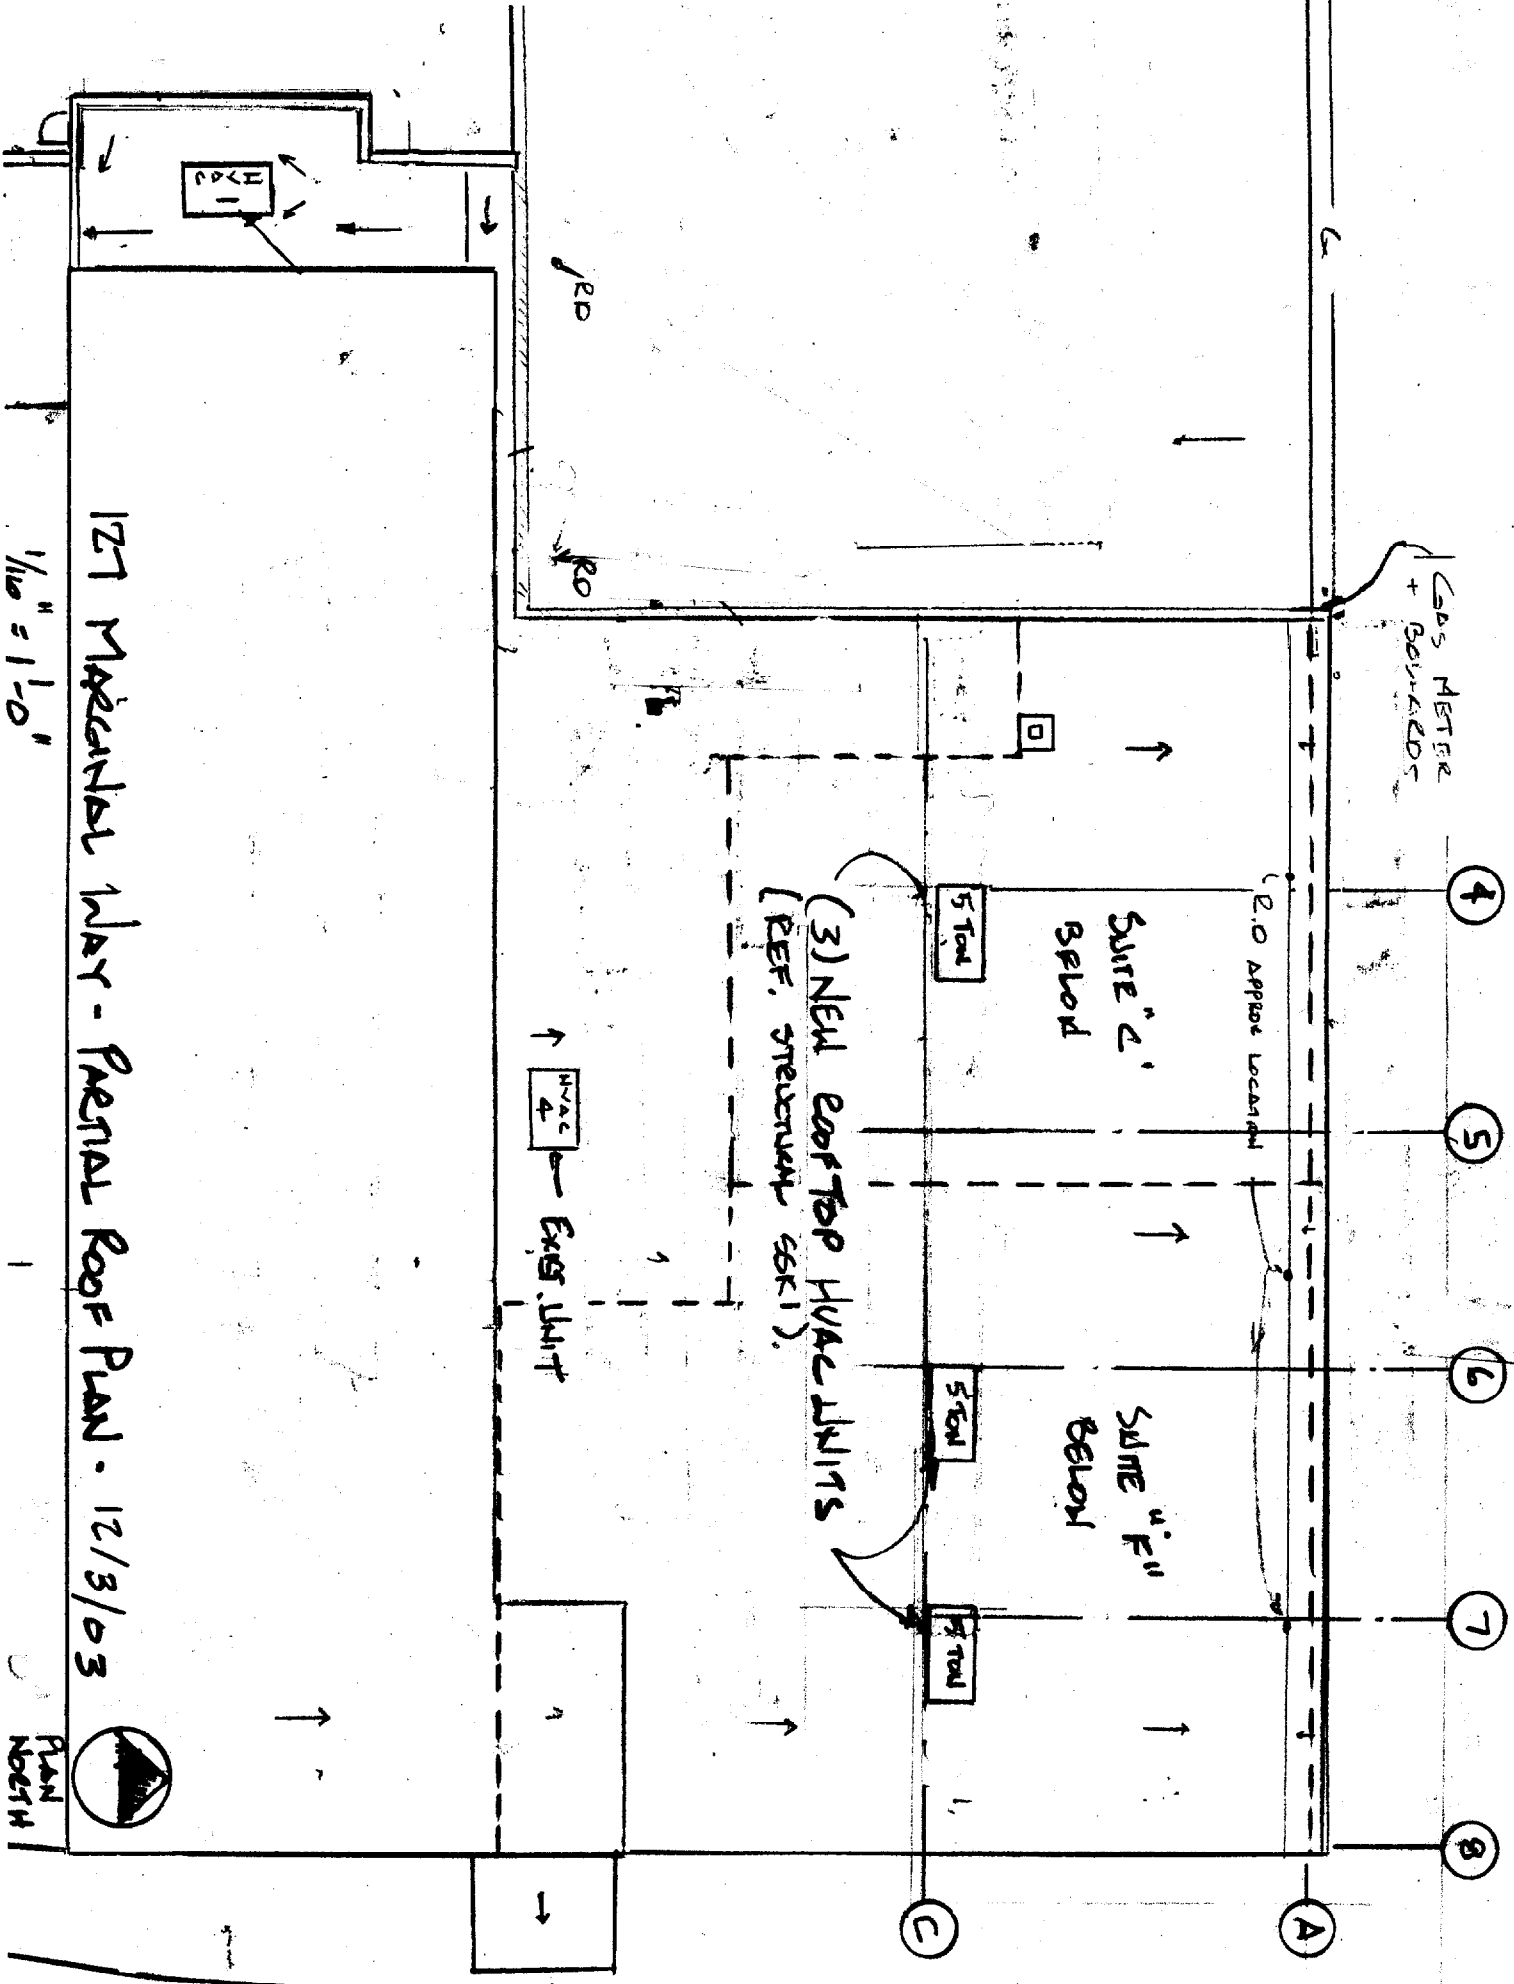 GAS METER
+ BOLLARDS
4
5
6
7
8
G
R.D APPROX LOCATION
A
SUITE "C"
BELOW
SUITE "F"
BELOW
5 TON
5 TON
5 TON
C
(3) NEW ROOFTOP HVAC UNITS
(REF. STRUCTURAL SSK1).
RD
RD
HVAC
4
EXIST. UNIT
HVAC
1
127 MARGINAL WAY - PARTIAL ROOF PLAN . 12/3/03
1/16" = 1'-0"
PLAN
NORTH